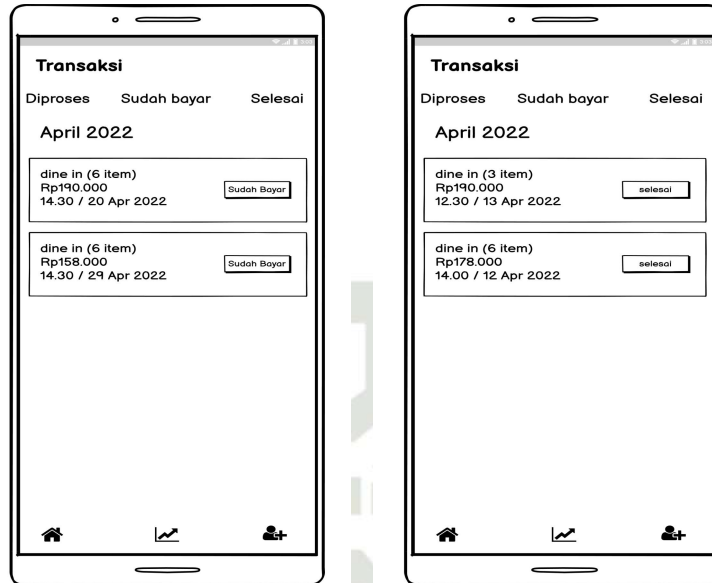 Transaksi
Diproses Sudah bayar Selesai
April 2022
dine in (6 item)
Rp190.000
Sudah Bayar
14.30 / 20 Apr 2022
dine in (6 item)
Rp158.000
Sudah Bayar
14.30 / 29 Apr 2022
Transaksi
Diproses Sudah bayar Selesai
April 2022
dine in (3 item)
Rp190.000
selesai
12.30 / 13 Apr 2022
dine in (6 item)
Rp178.000
selesai
14.00 / 12 Apr 2022